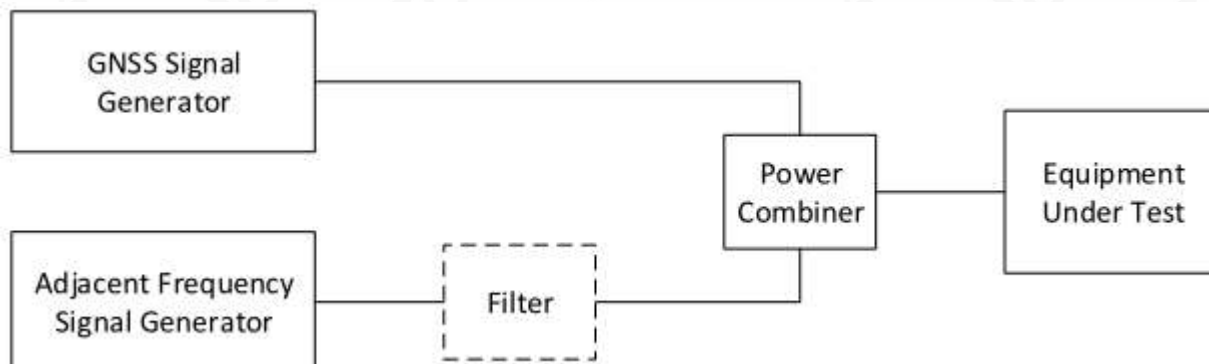 GNSS Signal
Generator
Power
Combiner
Equipment
Under Test
Adjacent Frequency
Signal Generator
Filter